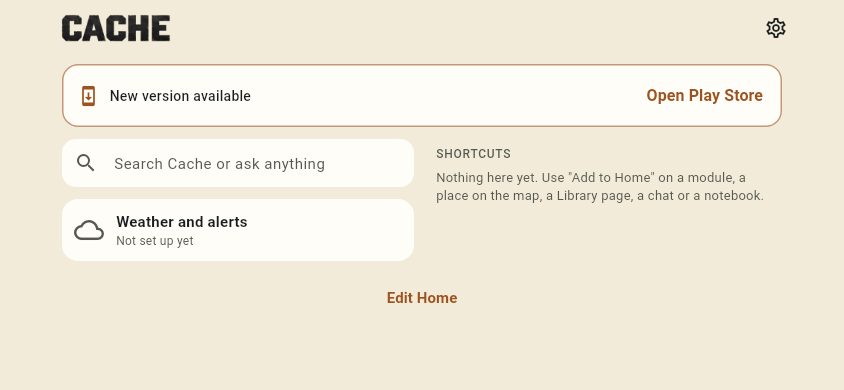 CACHE
New version available
Open Play Store
Search Cache or ask anything
Weather and alerts
Not set up yet
SHORTCUTS
Nothing here yet. Use "Add to Home" on a module, a
place on the map, a Library page, a chat or a notebook.
Edit Home